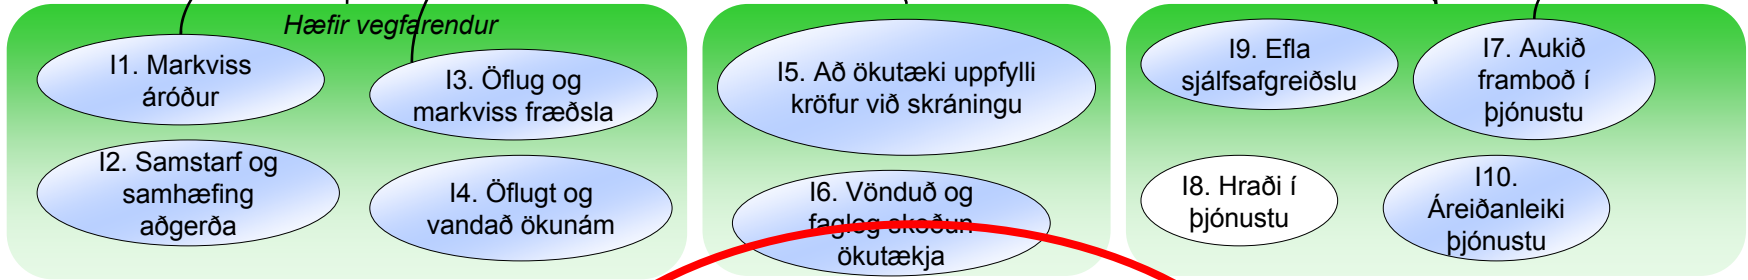 Hæfir vegfarendur
I1. Markviss
áróður
I3. Öflug og
markviss fræðsla
I2. Samstarf og
samhæfing
aðgerða
I4. Öflugt og
vandað ökunám
I5. Að ökutæki uppfylli
kröfur við skráningu
I6. Vönduð og
fagleg skoðun
ökutækja
I9. Efla
sjálfsafgreiðslu
I7. Aukið
framboð í
þjónustu
I8. Hraði í
þjónustu
I10.
Áreiðanleiki
þjónustu